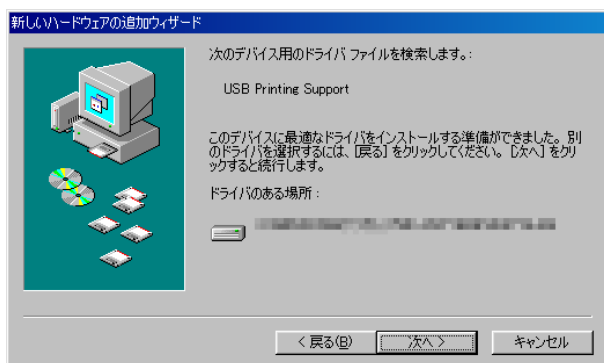 新しいハードウェアの追加ウィザード
次のデバイス用のドライバ ファイルを検索します。:
USB Printing Support
このデバイスに最適なドライバをインストールする準備ができました。別
のドライバを選択するには、[戻る] をクリックしてください。[次へ] をクリ
ックすると続行します。
ドライバのある場所 :
< 戻る(B) 次へ > キャンセル